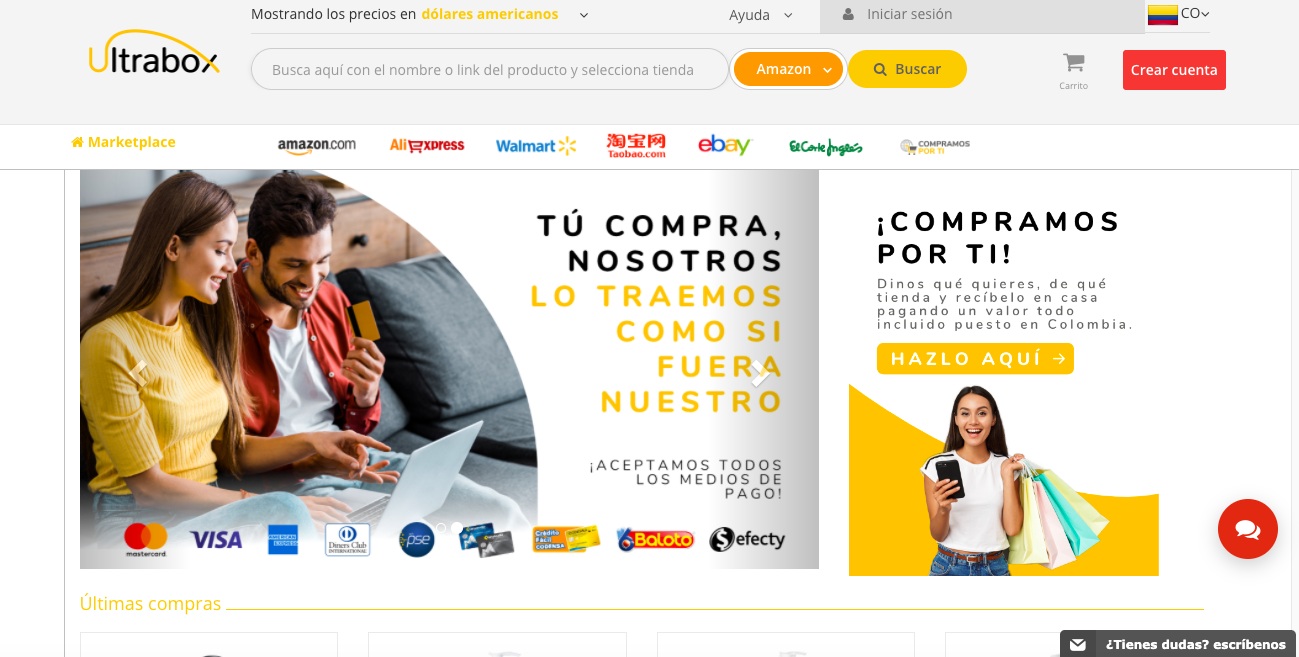 Mostrando los precios en dólares americanos
Ayuda
Iniciar sesión
CO
Ultrabox
Busca aquí con el nombre o link del producto y selecciona tienda
Amazon
Buscar
Carrito
Crear cuenta
Marketplace
amazon.com
AliExpress
Walmart
淘宝网
Taobao.com
ebay
El Corte Inglés
COMPRAMOS
POR TI
TÚ COMPRA,
NOSOTROS
LO TRAEMOS
COMO SI
FUERA
NUESTRO
¡ACEPTAMOS TODOS
LOS MEDIOS DE
PAGO!
mastercard.
VISA
AMERICAN
EXPRESS
Diners Club
INTERNATIONAL
pse
Crédito
Fácil
CODENSA
Baloto
Sefecty
¡COMPRAMOS
POR TI!
Dinos qué quieres, de qué
tienda y recíbelo en casa
pagando un valor todo
incluido puesto en Colombia.
HAZLO AQUÍ →
Últimas compras
¿Tienes dudas? escríbenos